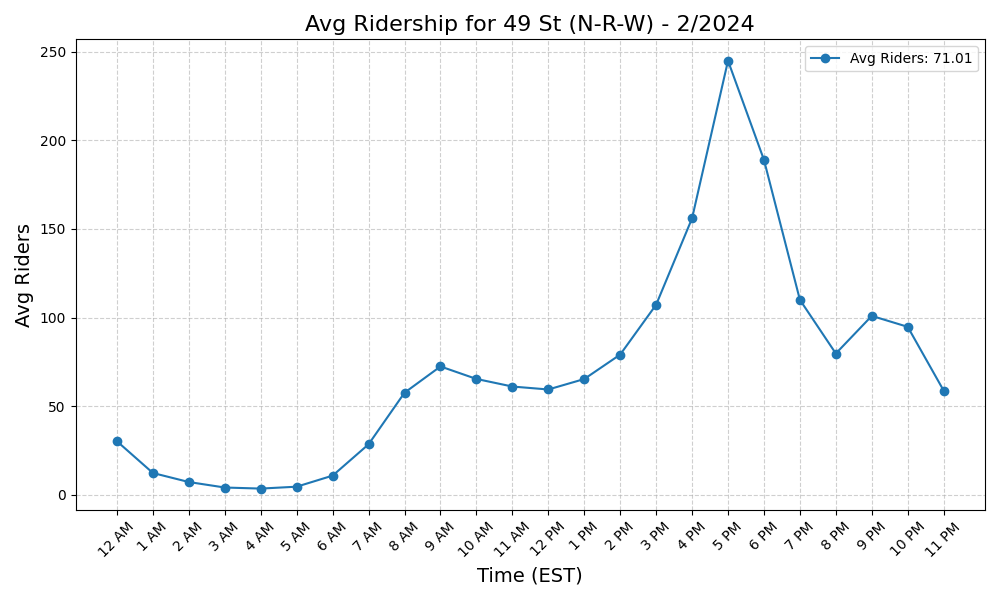 Avg Ridership for 49 St (N-R-W) - 2/2024
Avg Riders: 71.01
Avg Riders
250
200
150
100
50
0
12 AM
1 AM
2 AM
3 AM
4 AM
5 AM
6 AM
7 AM
8 AM
9 AM
10 AM
11 AM
12 PM
1 PM
2 PM
3 PM
4 PM
5 PM
6 PM
7 PM
8 PM
9 PM
10 PM
11 PM
Time (EST)